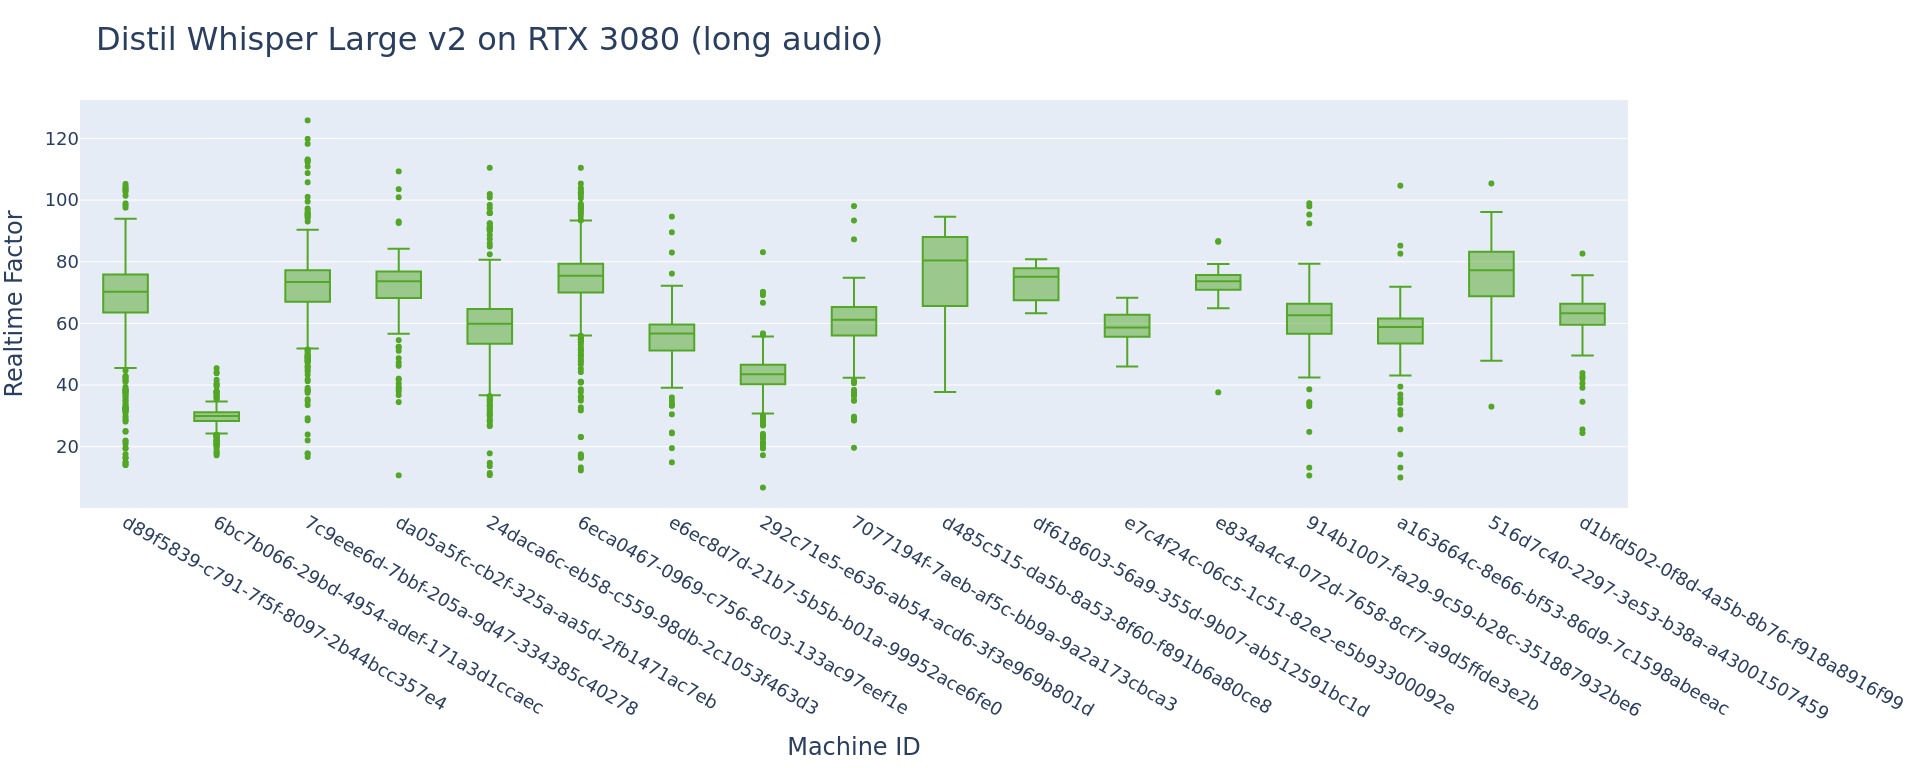 Distil Whisper Large v2 on RTX 3080 (long audio)
Realtime Factor
120
100
80
60
40
20
d89f5839-c791-7f5f-8097-2b44bcc357e4
6bc7b066-29bd-4954-adef-171a3d1ccaec
7c9eee6d-7bbf-205a-9d47-334385c40278
da05a5fc-cb2f-325a-aa5d-2fb1471ac7eb
24daca6c-eb58-c559-98db-2c1053f463d3
6eca0467-0969-c756-8c03-133ac97eef1e
e6ec8d7d-21b7-5b5b-b01a-99952ace6fe0
292c71e5-e636-ab54-acd6-3f3e969b801d
7077194f-7aeb-af5c-bb9a-9a2a173cbca3
d485c515-da5b-8a53-8f60-f891b6a80ce8
df618603-56a9-355d-9b07-ab512591bc1d
e7c4f24c-06c5-1c51-82e2-e5b93300092e
e834a4c4-072d-7658-8cf7-a9d5ffde3e2b
914b1007-fa29-9c59-b28c-351887932be6
a163664c-8e66-bf53-86d9-7c1598abeeac
516d7c40-2297-3e53-b38a-a43001507459
d1bfd502-0f8d-4a5b-8b76-f918a8916f99
Machine ID